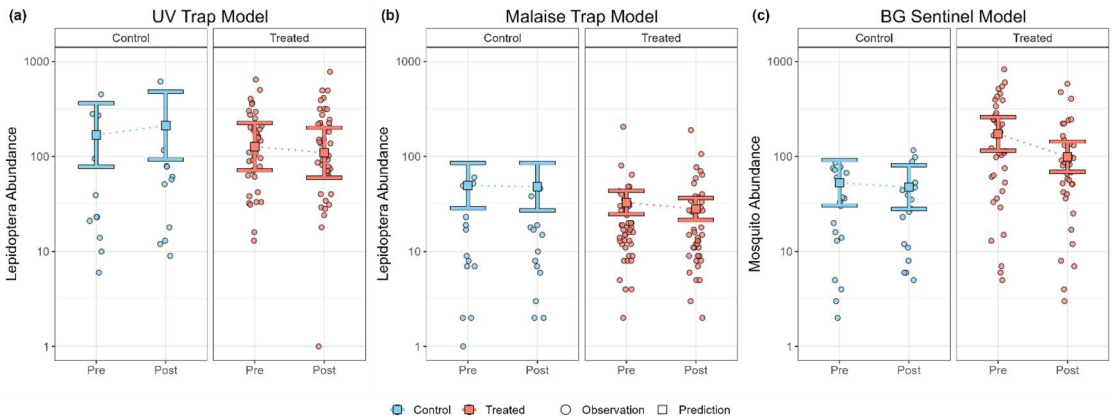 (a) UV Trap Model
Control Treated
Lepidoptera Abundance
1000
100
10
1
Pre Post Pre Post
(b) Malaise Trap Model
Control Treated
Lepidoptera Abundance
1000
100
10
1
Pre Post Pre Post
(c) BG Sentinel Model
Control Treated
Mosquito Abundance
1000
100
10
1
Pre Post Pre Post
Control Treated Observation Prediction